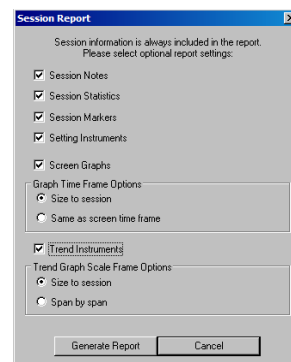 Session Report
Session information is always included in the report.
Please select optional report settings:
Session Notes
Session Statistics
Session Markers
Setting Instruments
Screen Graphs
Graph Time Frame Options
Size to session
Same as screen time frame
Trend Instruments
Trend Graph Scale Frame Options
Size to session
Span by span
Generate Report
Cancel